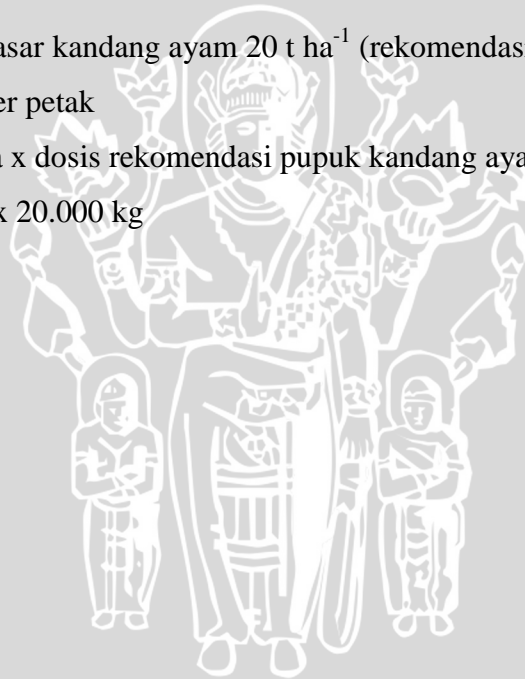 asar kandang ayam 20 t ha⁻¹ (rekomendasi
er petak
x dosis rekomendasi pupuk kandang aya
x 20.000 kg